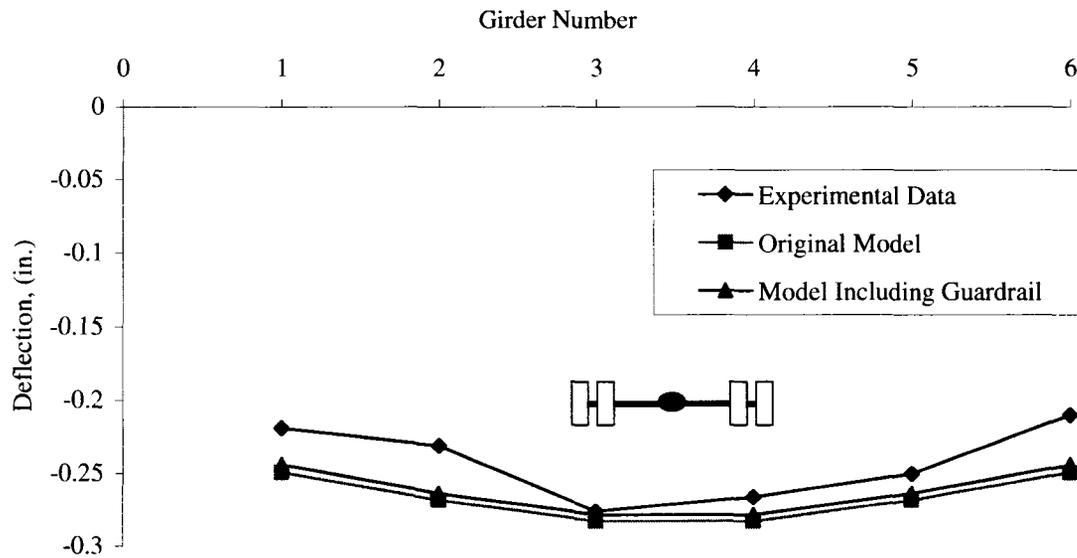 Girder Number
0 1 2 3 4 5 6
0
-0.05
-0.1
-0.15
-0.2
-0.25
-0.3
Deflection, (in.)
Experimental Data
Original Model
Model Including Guardrail